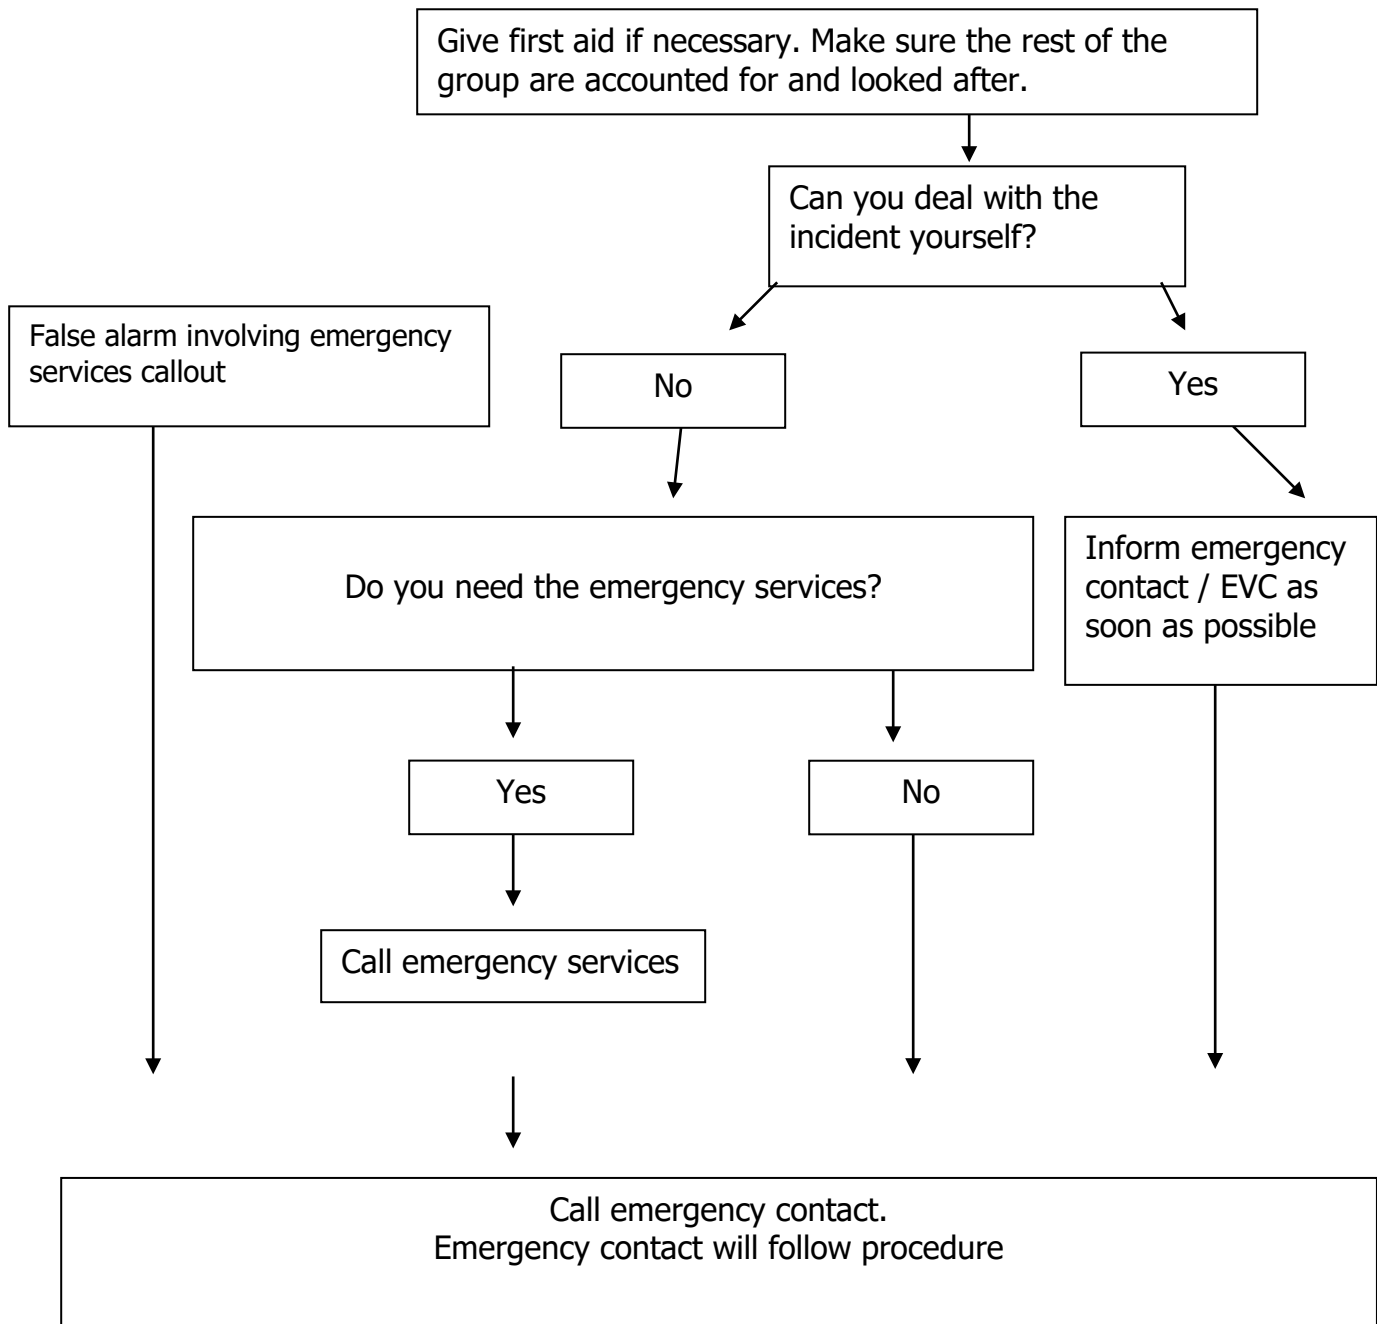 Give first aid if necessary. Make sure the rest of the
group are accounted for and looked after.
Can you deal with the
incident yourself?
False alarm involving emergency
services callout
No
Yes
Do you need the emergency services?
Inform emergency
contact / EVC as
soon as possible
Yes
No
Call emergency services
Call emergency contact.
Emergency contact will follow procedure